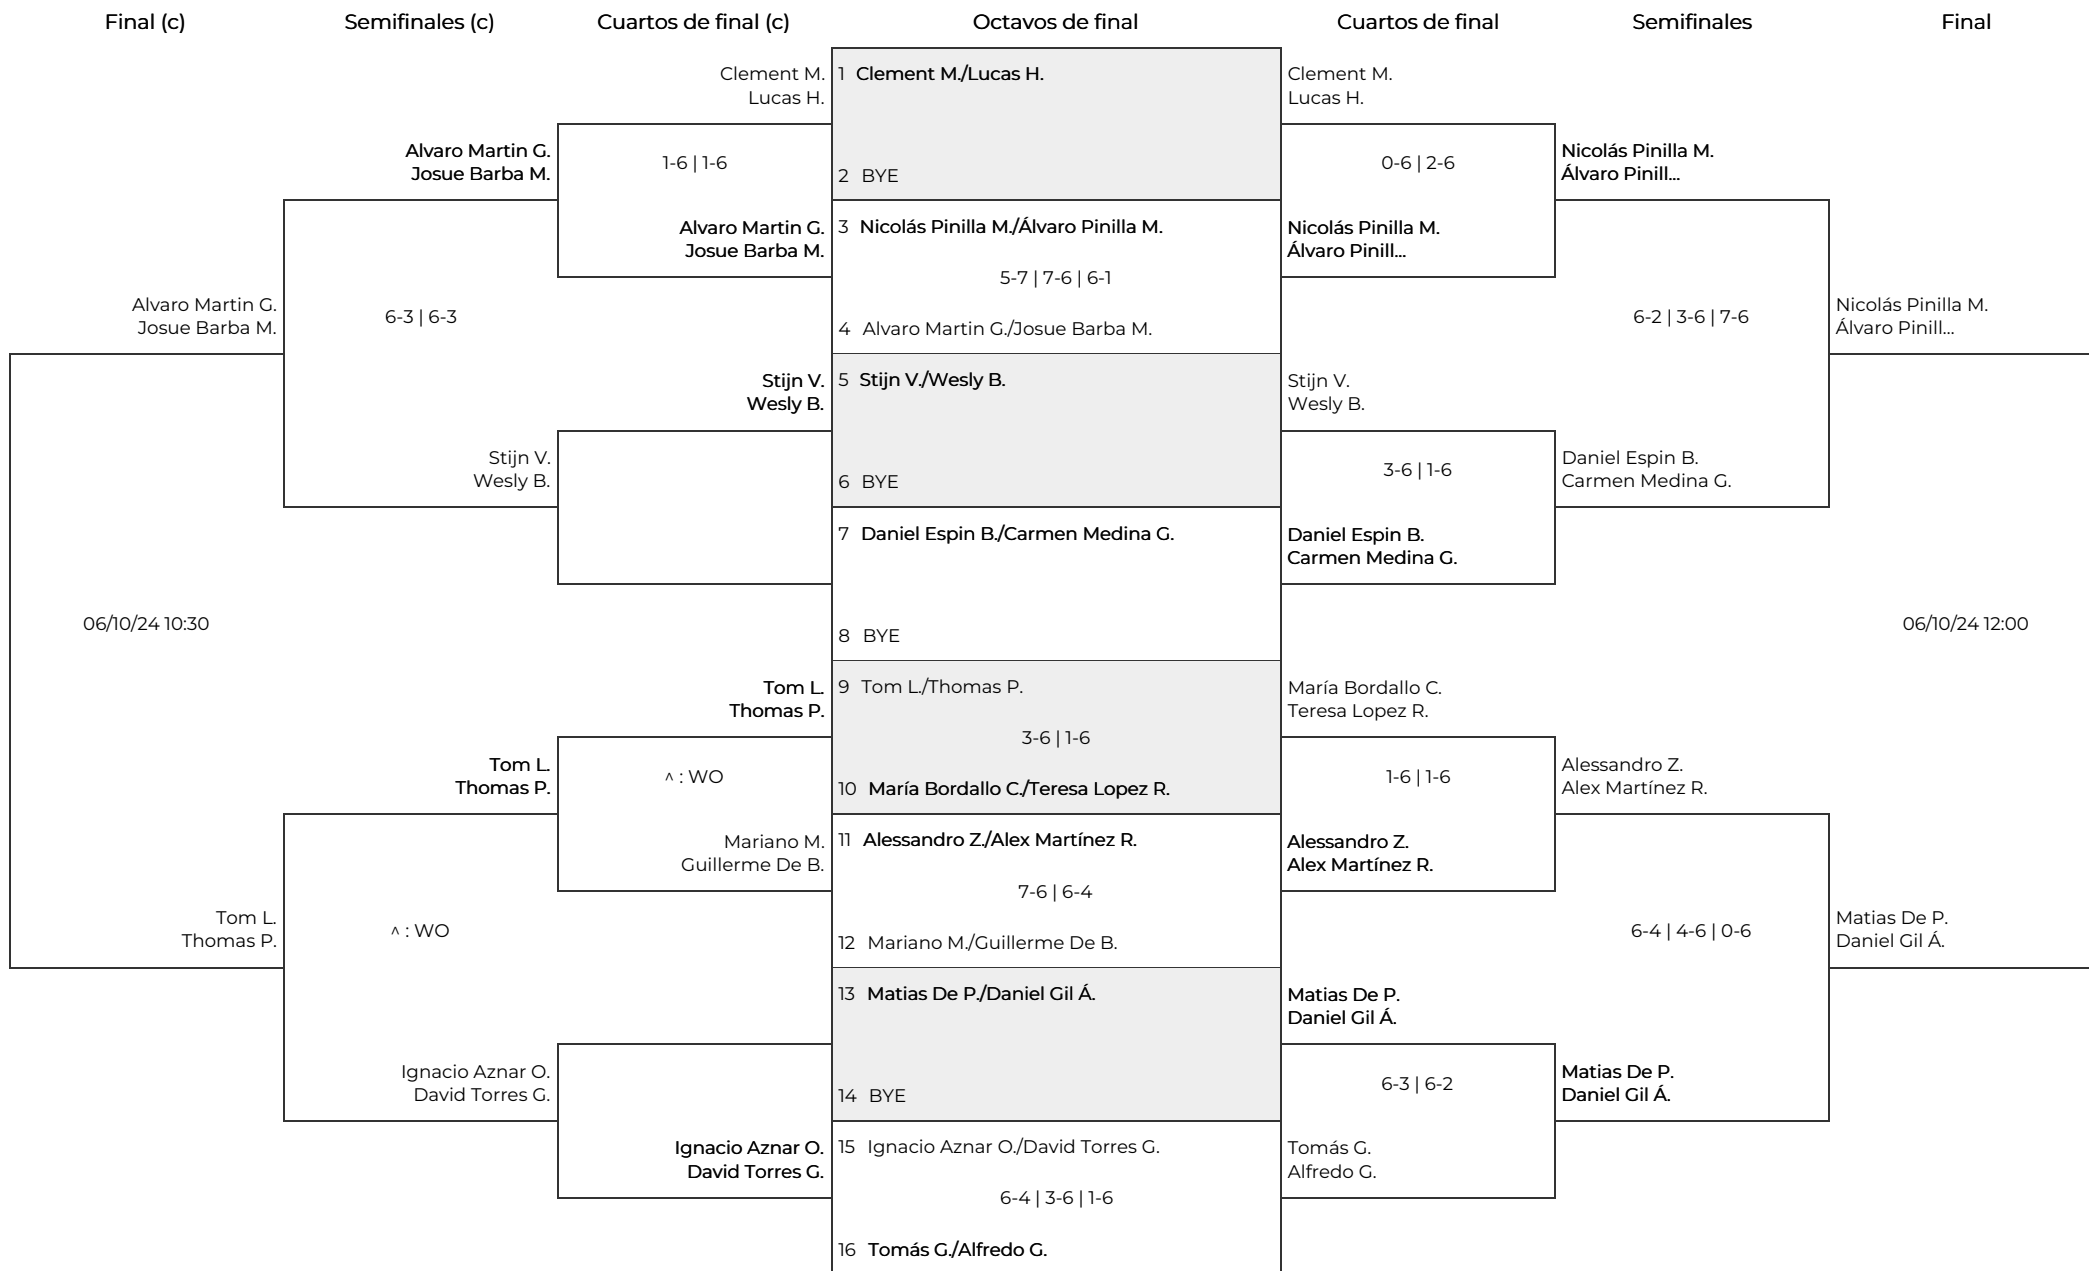 Final (c)
Semifinales (c)
Cuartos de final (c)
Octavos de final
Cuartos de final
Semifinales
Final
Alvaro Martin G.
Josue Barba M.
06/10/24 10:30
Tom L.
Thomas P.
Alvaro Martin G.
Josue Barba M.
6-3 | 6-3
Stijn V.
Wesly B.
Tom L.
Thomas P.
^ : WO
Ignacio Aznar O.
David Torres G.
Clement M.
Lucas H.
1-6 | 1-6
Alvaro Martin G.
Josue Barba M.
Stijn V.
Wesly B.
Tom L.
Thomas P.
^ : WO
Mariano M.
Guillerme De B.
Ignacio Aznar O.
David Torres G.
1 Clement M./Lucas H.
2 BYE
3 Nicolás Pinilla M./Álvaro Pinilla M.
5-7 | 7-6 | 6-1
4 Alvaro Martin G./Josue Barba M.
5 Stijn V./Wesly B.
6 BYE
7 Daniel Espin B./Carmen Medina G.
8 BYE
9 Tom L./Thomas P.
3-6 | 1-6
10 María Bordallo C./Teresa Lopez R.
11 Alessandro Z./Alex Martínez R.
7-6 | 6-4
12 Mariano M./Guillerme De B.
13 Matias De P./Daniel Gil Á.
14 BYE
15 Ignacio Aznar O./David Torres G.
6-4 | 3-6 | 1-6
16 Tomás G./Alfredo G.
Clement M.
Lucas H.
0-6 | 2-6
Nicolás Pinilla M.
Álvaro Pinill...
Stijn V.
Wesly B.
3-6 | 1-6
Daniel Espin B.
Carmen Medina G.
María Bordallo C.
Teresa Lopez R.
1-6 | 1-6
Alessandro Z.
Alex Martínez R.
Matias De P.
Daniel Gil Á.
6-3 | 6-2
Tomás G.
Alfredo G.
Nicolás Pinilla M.
Álvaro Pinill...
6-2 | 3-6 | 7-6
Daniel Espin B.
Carmen Medina G.
Alessandro Z.
Alex Martínez R.
6-4 | 4-6 | 0-6
Matias De P.
Daniel Gil Á.
Nicolás Pinilla M.
Álvaro Pinill...
06/10/24 12:00
Matias De P.
Daniel Gil Á.